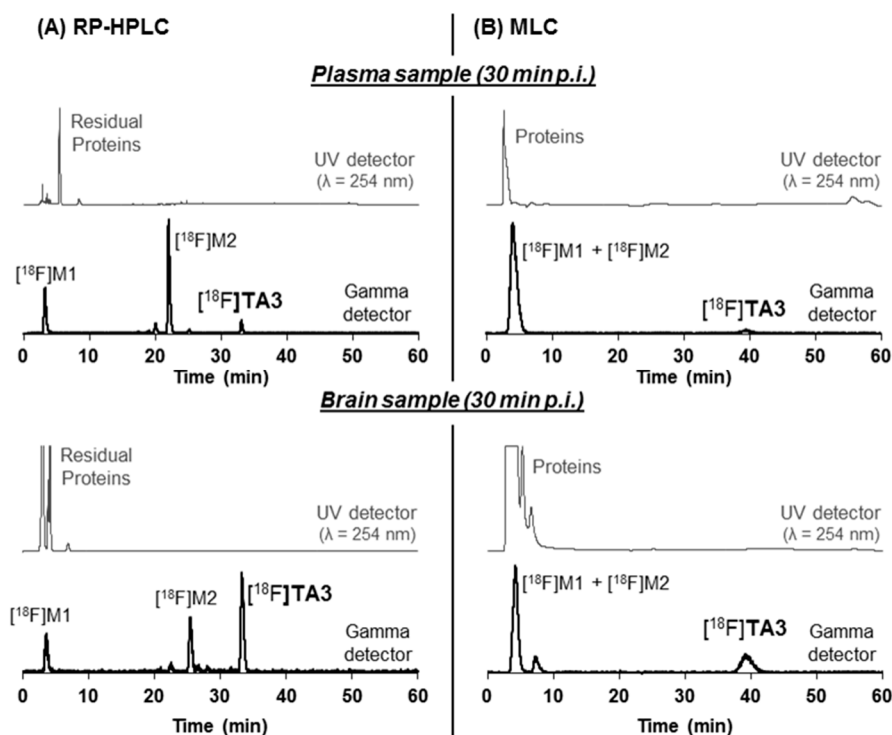 (A) RP-HPLC
(B) MLC
Plasma sample (30 min p.i.)
Residual
Proteins
UV detector
(λ = 254 nm)
[¹⁸F]M1
[¹⁸F]M2
[¹⁸F]TA3
Gamma
detector
0 10 20 30 40 50 60
Time (min)
Proteins
UV detector
(λ = 254 nm)
[¹⁸F]M1 + [¹⁸F]M2
[¹⁸F]TA3
Gamma
detector
0 10 20 30 40 50 60
Time (min)
Brain sample (30 min p.i.)
Residual
Proteins
UV detector
(λ = 254 nm)
[¹⁸F]M1
[¹⁸F]M2
[¹⁸F]TA3
Gamma
detector
0 10 20 30 40 50 60
Time (min)
Proteins
UV detector
(λ = 254 nm)
[¹⁸F]M1 + [¹⁸F]M2
[¹⁸F]TA3
Gamma
detector
0 10 20 30 40 50 60
Time (min)